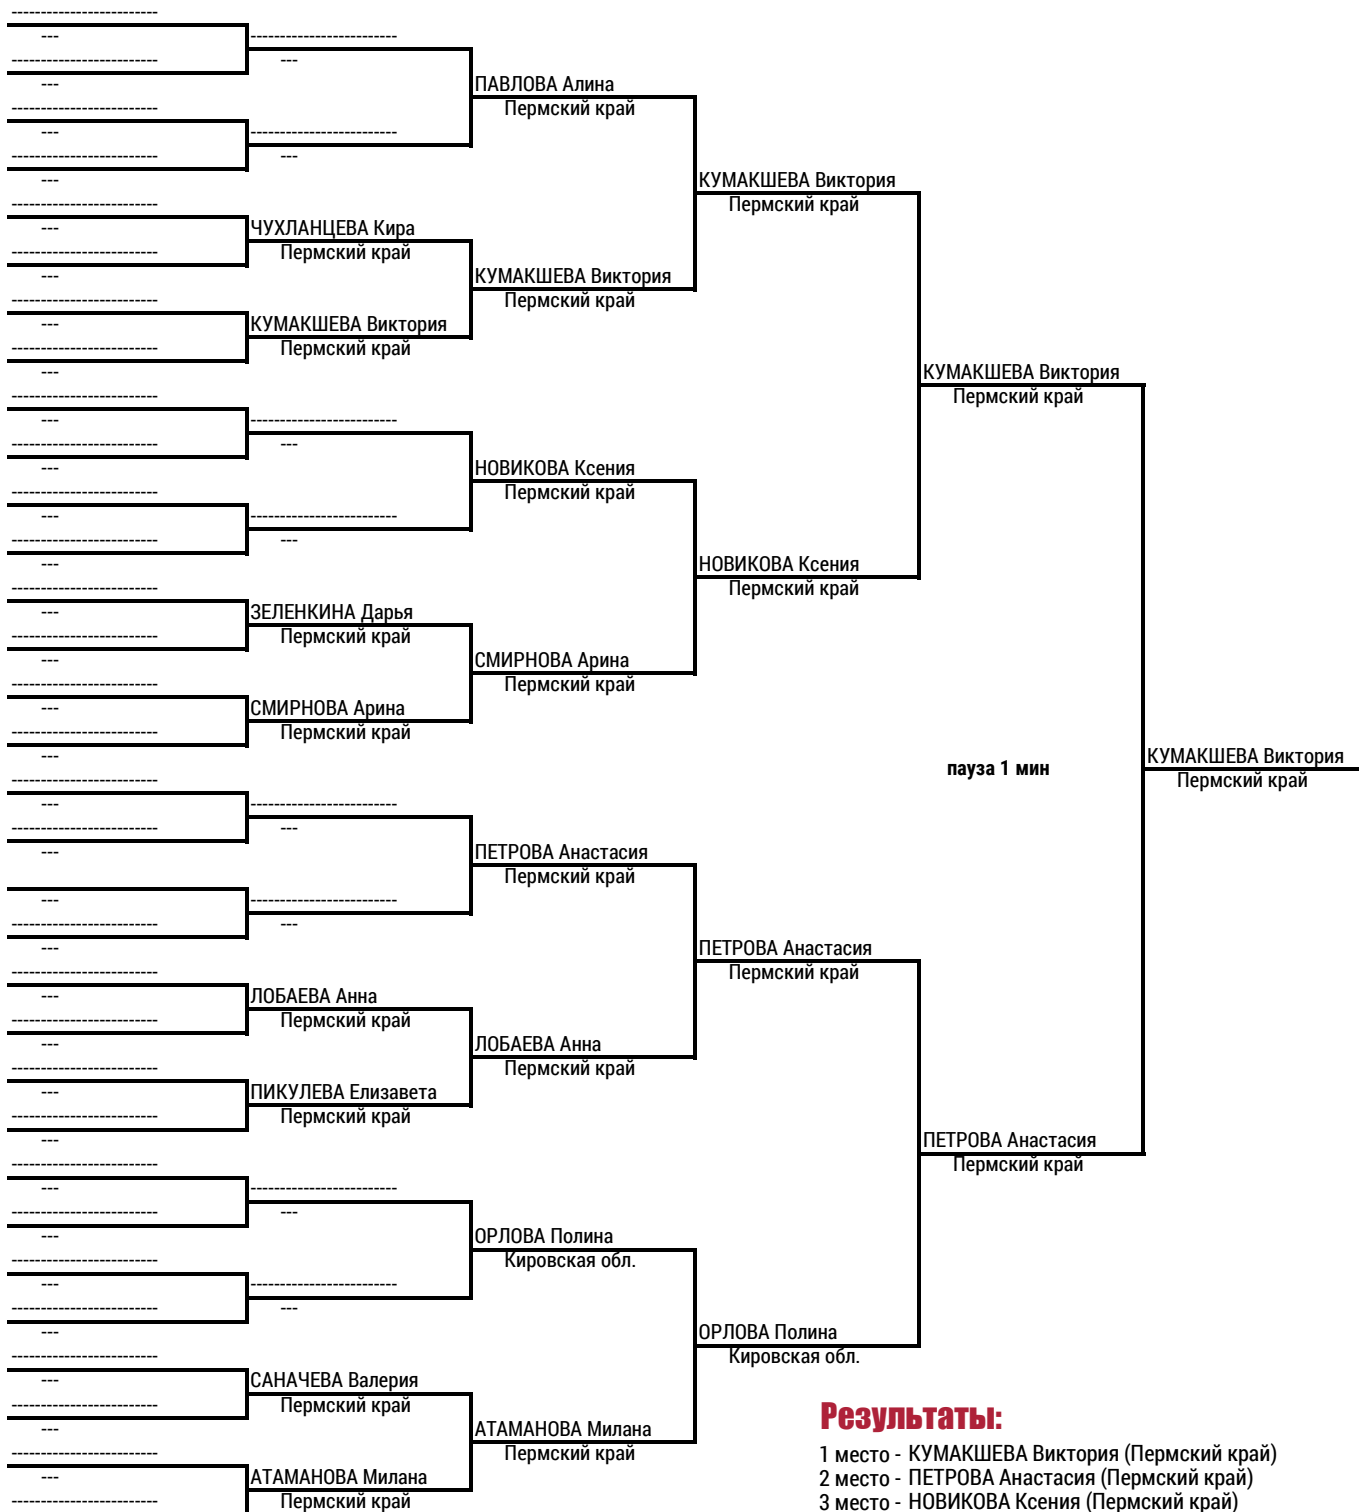 -------------------------
---
-------------------------
---
-------------------------
---
-------------------------
---
-------------------------
---
-------------------------
---
-------------------------
---
-------------------------
---
-------------------------
---
-------------------------
---
-------------------------
---
-------------------------
---
-------------------------
---
-------------------------
---
-------------------------
---
-------------------------
---
-------------------------
---
-------------------------
---
---
-------------------------
---
-------------------------
---
-------------------------
---
-------------------------
---
-------------------------
---
-------------------------
---
-------------------------
---
-------------------------
---
-------------------------
---
-------------------------
---
-------------------------
---
-------------------------
---
-------------------------
-------------------------
---
-------------------------
---
ЧУХЛАНЦЕВА Кира
Пермский край
КУМАКШЕВА Виктория
Пермский край
-------------------------
---
-------------------------
---
ЗЕЛЕНКИНА Дарья
Пермский край
СМИРНОВА Арина
Пермский край
-------------------------
---
-------------------------
---
ЛОБАЕВА Анна
Пермский край
ПИКУЛЕВА Елизавета
Пермский край
-------------------------
---
-------------------------
---
САНАЧЕВА Валерия
Пермский край
АТАМАНОВА Милана
Пермский край
ПАВЛОВА Алина
Пермский край
КУМАКШЕВА Виктория
Пермский край
НОВИКОВА Ксения
Пермский край
СМИРНОВА Арина
Пермский край
ПЕТРОВА Анастасия
Пермский край
ЛОБАЕВА Анна
Пермский край
ОРЛОВА Полина
Кировская обл.
АТАМАНОВА Милана
Пермский край
КУМАКШЕВА Виктория
Пермский край
НОВИКОВА Ксения
Пермский край
ПЕТРОВА Анастасия
Пермский край
ОРЛОВА Полина
Кировская обл.
КУМАКШЕВА Виктория
Пермский край
пауза 1 мин
ПЕТРОВА Анастасия
Пермский край
КУМАКШЕВА Виктория
Пермский край
Результаты:
1 место - КУМАКШЕВА Виктория (Пермский край)
2 место - ПЕТРОВА Анастасия (Пермский край)
3 место - НОВИКОВА Ксения (Пермский край)